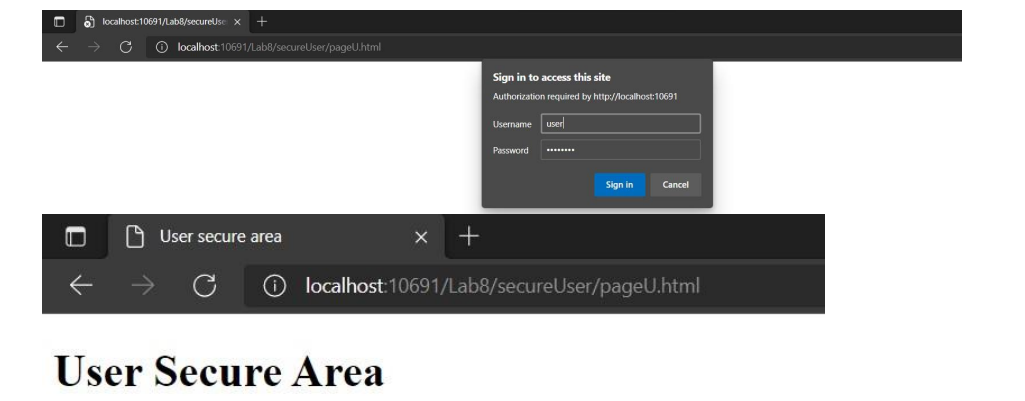 localhost:10691/Lab8/secureUse
localhost:10691/Lab8/secureUser/pageU.html
Sign in to access this site
Authorization required by http://localhost:10691
Username user
Password ••••••••
Sign in Cancel
User secure area
localhost:10691/Lab8/secureUser/pageU.html
User Secure Area